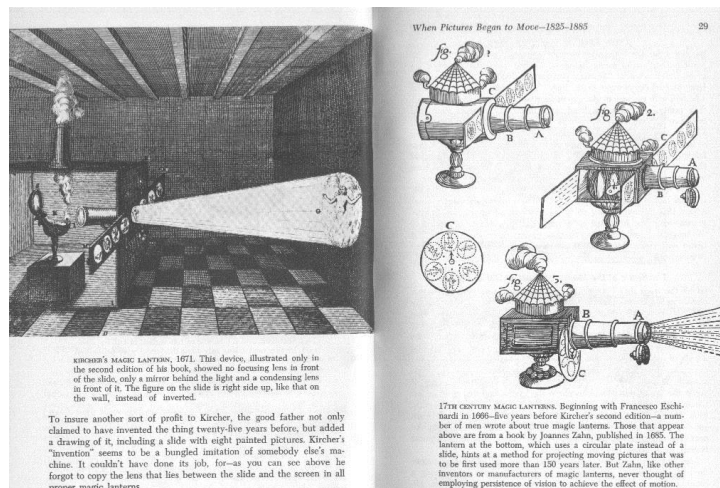 KIRCHER'S MAGIC LANTERN, 1671. This device, illustrated only in
the second edition of his book, showed no focusing lens in front
of the slide, only a mirror behind the light and a condensing lens
in front of it. The figure on the slide is right side up, like that on
the wall, instead of inverted.
To insure another sort of profit to Kircher, the good father not only
claimed to have invented the thing twenty-five years before, but added
a drawing of it, including a slide with eight painted pictures. Kircher's
"invention" seems to be a bungled imitation of somebody else's ma-
chine. It couldn't have done its job, for—as you can see above he
forgot to copy the lens that lies between the slide and the screen in all
proper magic lanterns
When Pictures Began to Move—1825–1885
29
fig. 1
C
B
A
fig 2.
C
A
B
C
fig 3.
B
A
C
17TH CENTURY MAGIC LANTERNS. Beginning with Francesco Eschi-
nardi in 1666—five years before Kircher's second edition—a num-
ber of men wrote about true magic lanterns. Those that appear
above are from a book by Joannes Zahn, published in 1685. The
lantern at the bottom, which uses a circular plate instead of a
slide, hints at a method for projecting moving pictures that was
to be first used more than 150 years later. But Zahn, like other
inventors or manufacturers of magic lanterns, never thought of
employing persistence of vision to achieve the effect of motion.